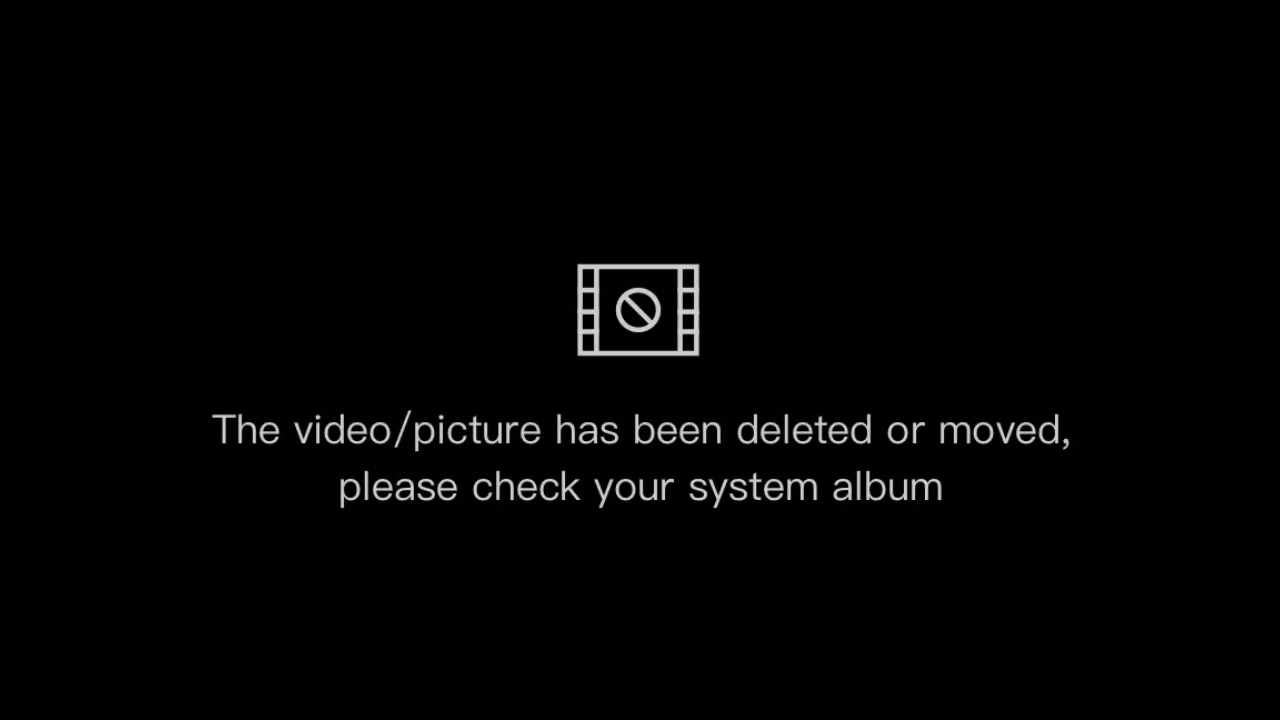 The video/picture has been deleted or moved,
please check your system album